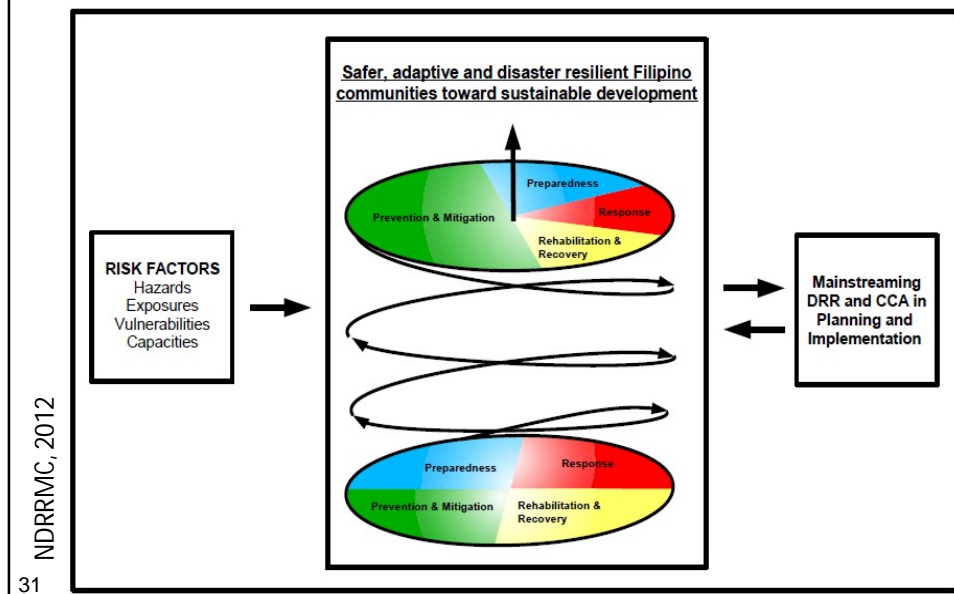 Safer, adaptive and disaster resilient Filipino
communities toward sustainable development
Preparedness
Prevention & Mitigation
Response
Rehabilitation &
Recovery
RISK FACTORS
Hazards
Exposures
Vulnerabilities
Capacities
Mainstreaming
DRR and CCA in
Planning and
Implementation
Preparedness
Response
Prevention & Mitigation
Rehabilitation &
Recovery
NDRRMC, 2012
31